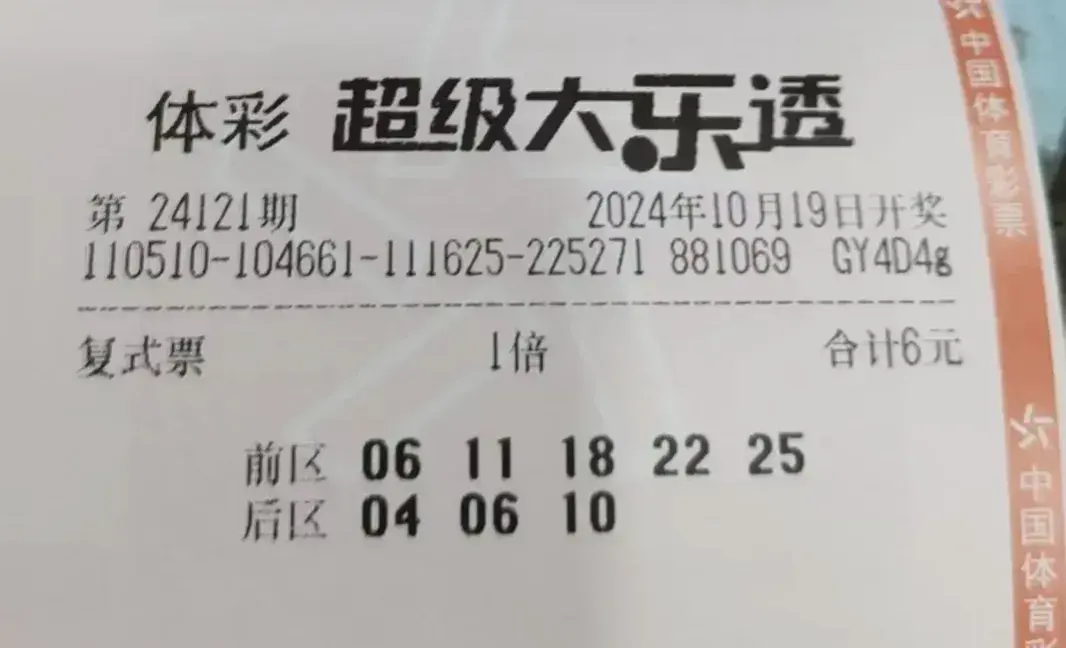 体彩 超级大乐透
第 24121期 2024年10月19日开奖
110510-104661-111625-225271 881069 GY4D4g
复式票 1倍 合计6元
前区 06 11 18 22 25
后区 04 06 10
中国体育彩票
中国体育彩